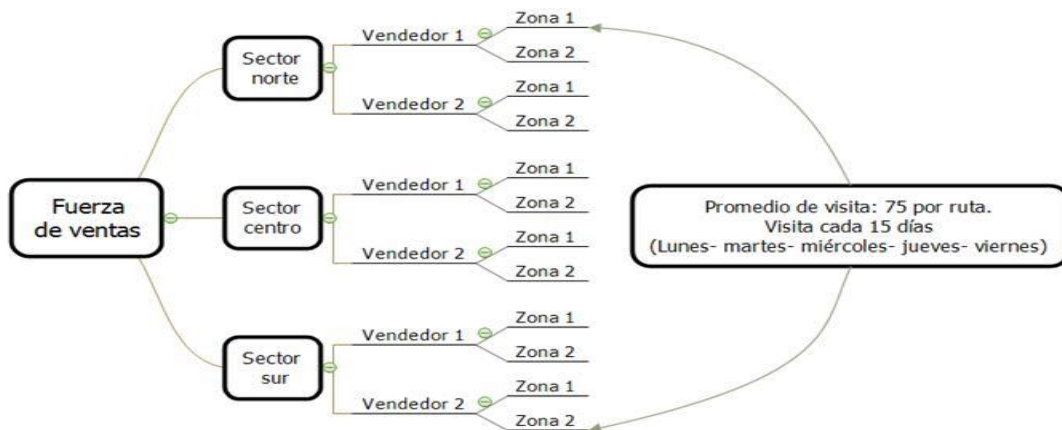 Fuerza
de ventas
Sector
norte
Vendedor 1
Zona 1
Zona 2
Vendedor 2
Zona 1
Zona 2
Sector
centro
Vendedor 1
Zona 1
Zona 2
Vendedor 2
Zona 1
Zona 2
Sector
sur
Vendedor 1
Zona 1
Zona 2
Vendedor 2
Zona 1
Zona 2
Promedio de visita: 75 por ruta.
Visita cada 15 días
(Lunes- martes- miércoles- jueves- viernes)